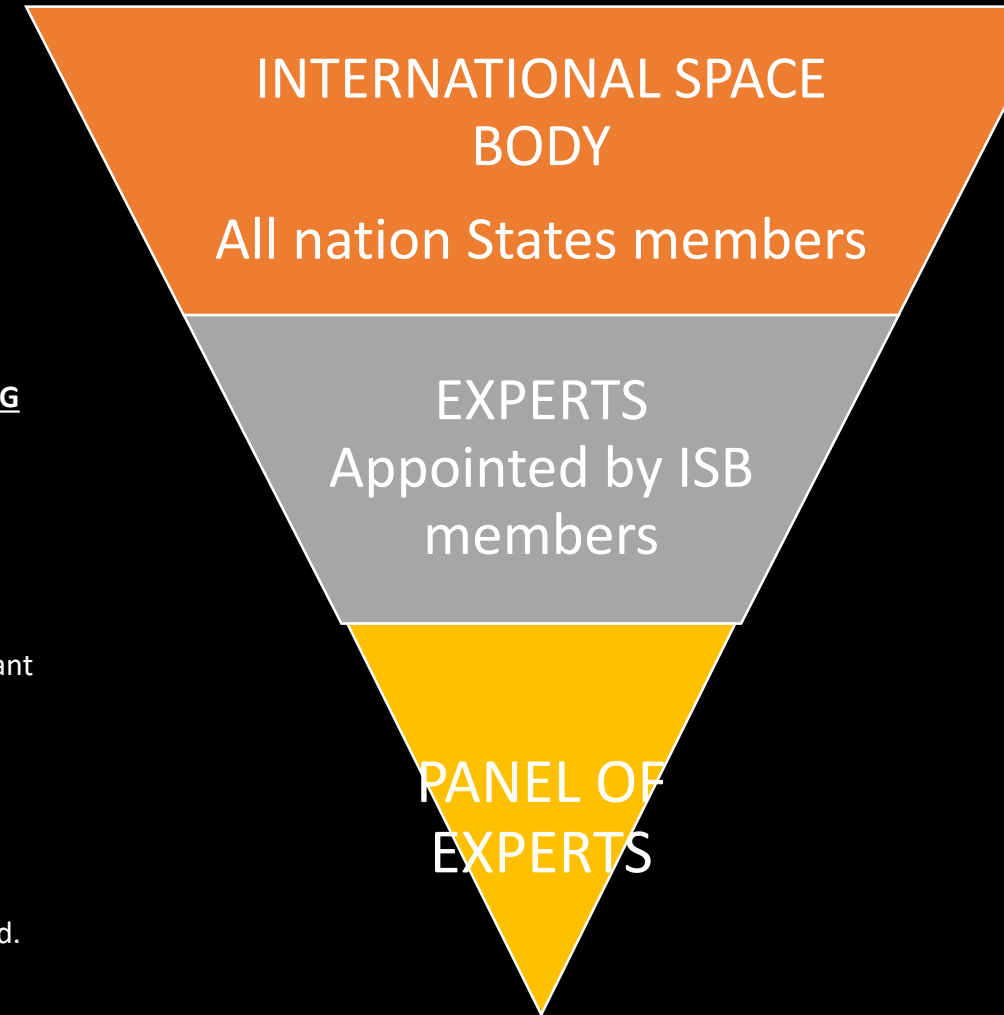 INTERNATIONAL SPACE
BODY
All nation States members
G
EXPERTS
Appointed by ISB
members
ant
PANEL OF
EXPERTS
d.